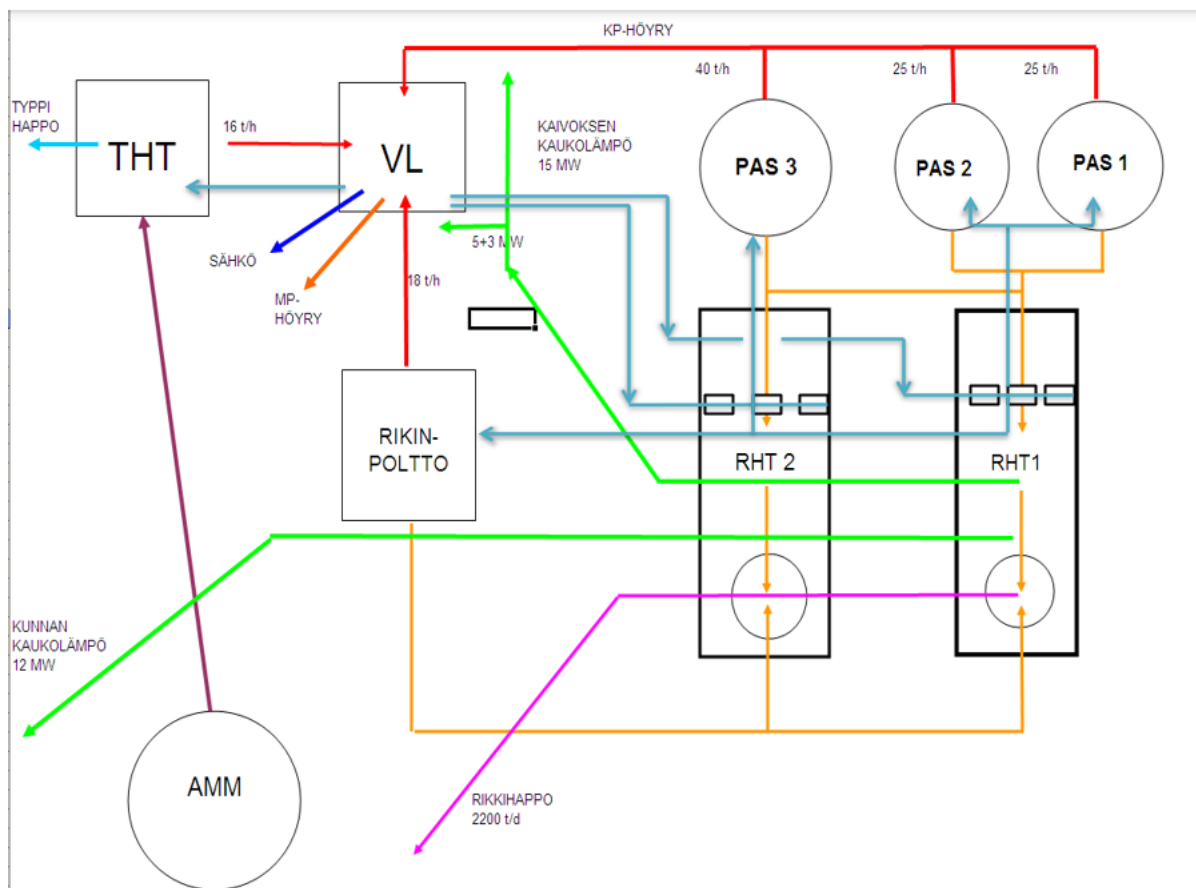 KP-HÖYRY
40 t/h
25 t/h
25 t/h
TYPPI
HAPPO
THT
16 t/h
VL
KAIVOKSEN
KAUKOLÄMPÖ
15 MW
PAS 3
PAS 2
PAS 1
SÄHKÖ
5+3 MW
MP-
HÖYRY
18 t/h
RIKIN-
POLTTO
RHT 2
RHT1
KUNNAN
KAUKOLÄMPÖ
12 MW
AMM
RIKKIHAPPO
2200 t/d